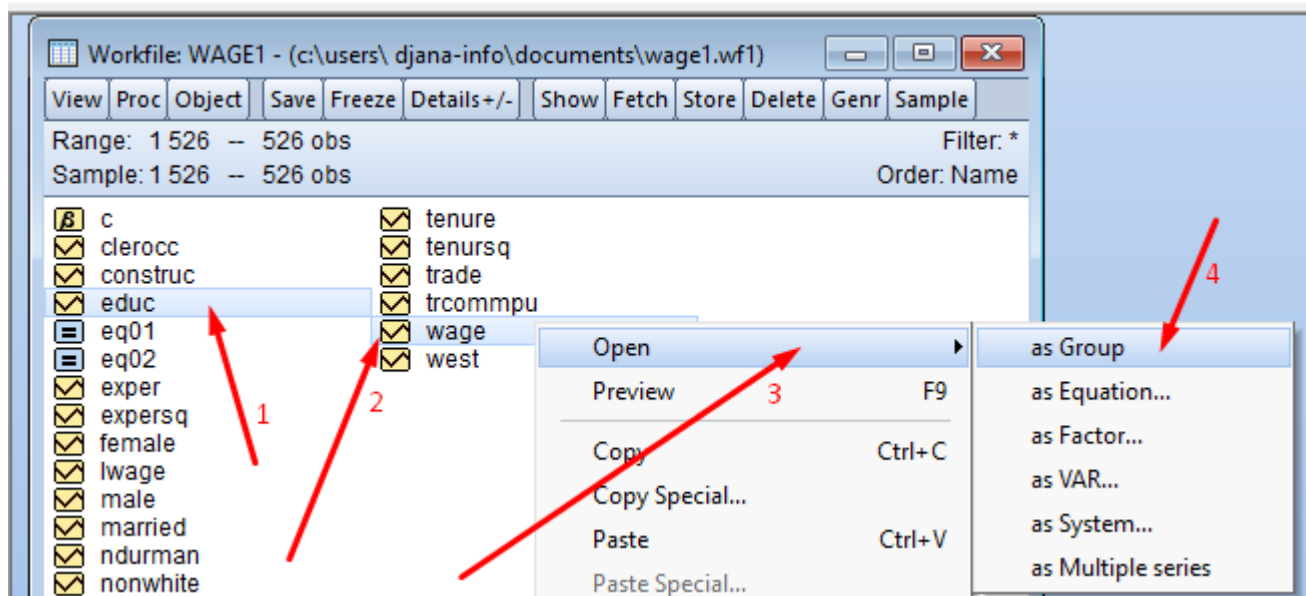 Workfile: WAGE1 - (c:\users\ djana-info\documents\wage1.wf1)
View Proc Object Save Freeze Details+/- Show Fetch Store Delete Genr Sample
Range: 1 526 -- 526 obs Filter: *
Sample: 1 526 -- 526 obs Order: Name
β c
clerocc
construc
educ
eq01
eq02
exper
expersq
female
lwage
male
married
ndurman
nonwhite
tenure
tenursq
trade
trcommpu
wage
west
1
2
3
4
Open
Preview F9
Copy Ctrl+C
Copy Special...
Paste Ctrl+V
Paste Special...
as Group
as Equation...
as Factor...
as VAR...
as System...
as Multiple series